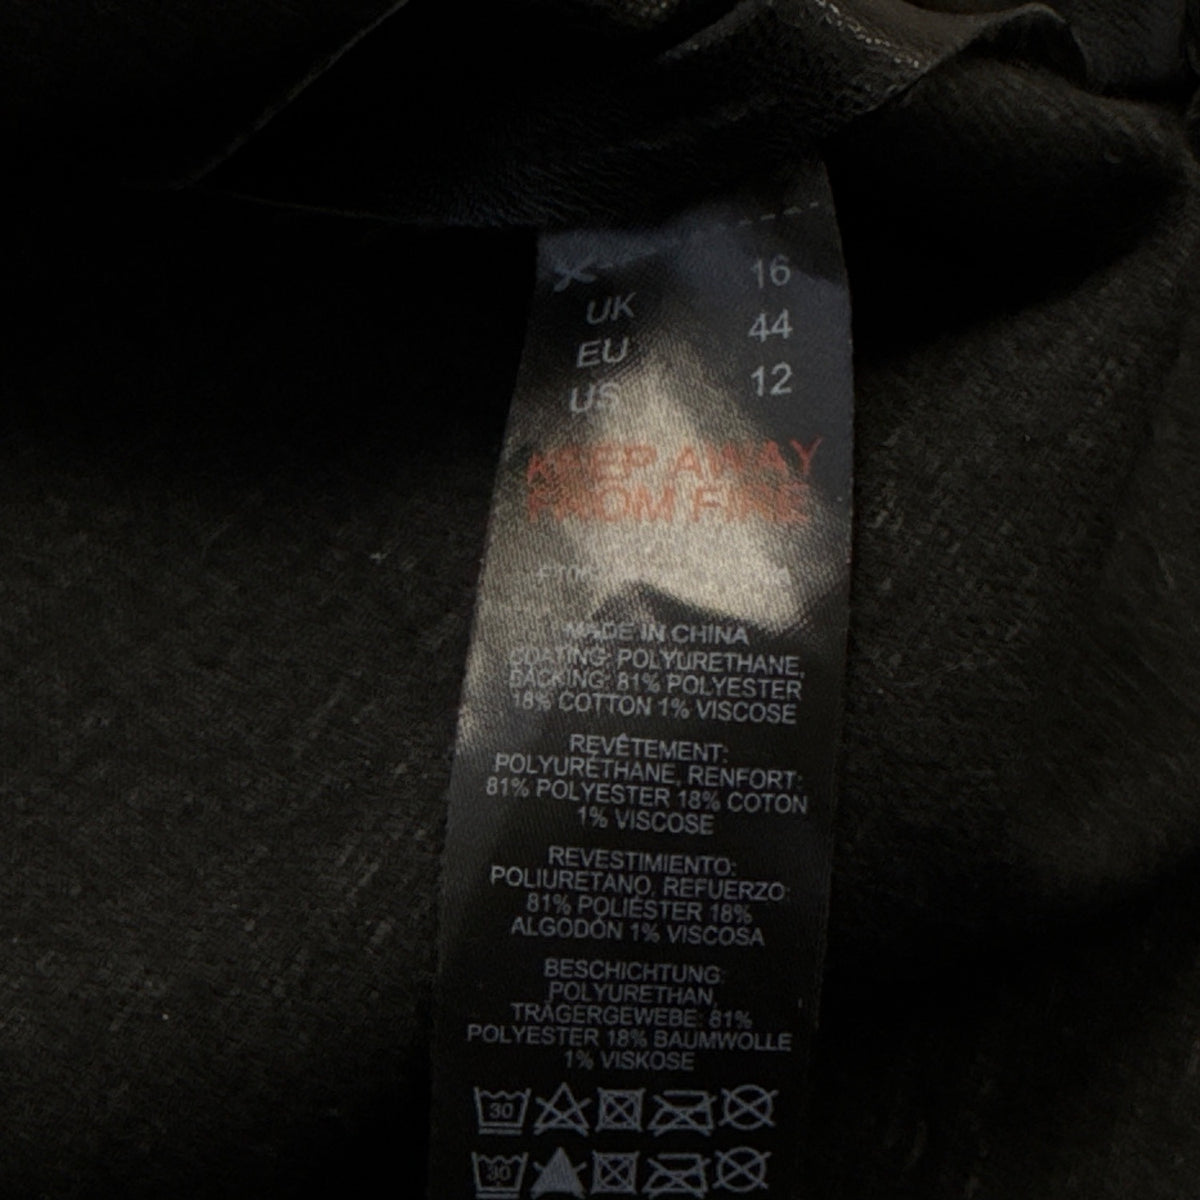 UK 16
EU 44
US 12
KEEP AWAY
FROM FIRE
MADE IN CHINA
COATING: POLYURETHANE,
BACKING: 81% POLYESTER
18% COTTON 1% VISCOSE
REVÉTEMENT:
POLYURÉTHANE, RENFORT:
81% POLYESTER 18% COTON
1% VISCOSE
REVESTIMIENTO:
POLIURETANO, REFUERZO:
81% POLIÉSTER 18%
ALGODÓN 1% VISCOSA
BESCHICHTUNG:
POLYURETHAN,
TRÄGERGEWEBE: 81%
POLYESTER 18% BAUMWOLLE
1% VISKOSE
30
30